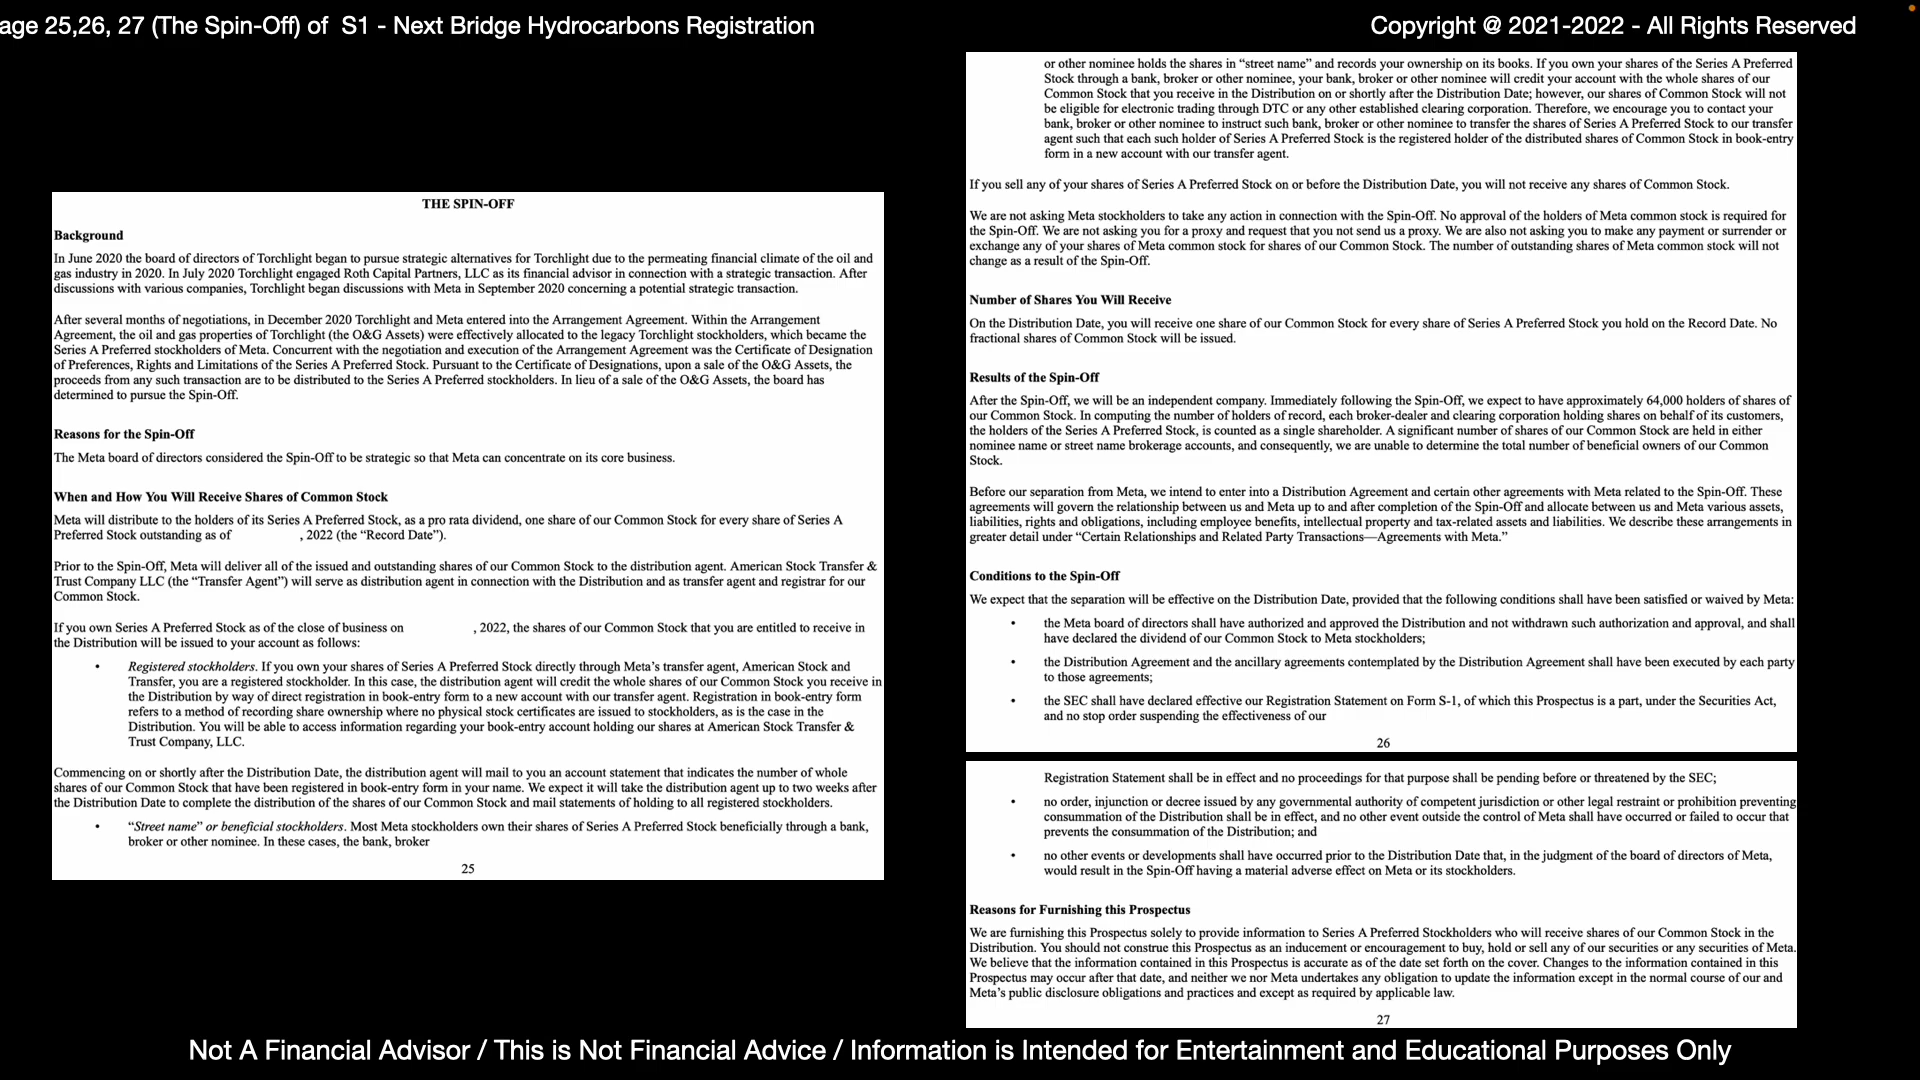 age 25,26, 27 (The Spin-Off) of  S1 - Next Bridge Hydrocarbons Registration
Copyright @ 2021-2022 - All Rights Reserved
THE SPIN-OFF
Background
In June 2020 the board of directors of Torchlight began to pursue strategic alternatives for Torchlight due to the permeating financial climate of the oil and
gas industry in 2020. In July 2020 Torchlight engaged Roth Capital Partners, LLC as its financial advisor in connection with a strategic transaction. After
discussions with various companies, Torchlight began discussions with Meta in September 2020 concerning a potential strategic transaction.
After several months of negotiations, in December 2020 Torchlight and Meta entered into the Arrangement Agreement. Within the Arrangement
Agreement, the oil and gas properties of Torchlight (the O&G Assets) were effectively allocated to the legacy Torchlight stockholders, which became the
Series A Preferred stockholders of Meta. Concurrent with the negotiation and execution of the Arrangement Agreement was the Certificate of Designation
of Preferences, Rights and Limitations of the Series A Preferred Stock. Pursuant to the Certificate of Designations, upon a sale of the O&G Assets, the
proceeds from any such transaction are to be distributed to the Series A Preferred stockholders. In lieu of a sale of the O&G Assets, the board has
determined to pursue the Spin-Off.
Reasons for the Spin-Off
The Meta board of directors considered the Spin-Off to be strategic so that Meta can concentrate on its core business.
When and How You Will Receive Shares of Common Stock
Meta will distribute to the holders of its Series A Preferred Stock, as a pro rata dividend, one share of our Common Stock for every share of Series A
Preferred Stock outstanding as of , 2022 (the “Record Date”).
Prior to the Spin-Off, Meta will deliver all of the issued and outstanding shares of our Common Stock to the distribution agent. American Stock Transfer &
Trust Company LLC (the “Transfer Agent”) will serve as distribution agent in connection with the Distribution and as transfer agent and registrar for our
Common Stock.
If you own Series A Preferred Stock as of the close of business on , 2022, the shares of our Common Stock that you are entitled to receive in
the Distribution will be issued to your account as follows:
• Registered stockholders. If you own your shares of Series A Preferred Stock directly through Meta’s transfer agent, American Stock and
Transfer, you are a registered stockholder. In this case, the distribution agent will credit the whole shares of our Common Stock you receive in
the Distribution by way of direct registration in book-entry form to a new account with our transfer agent. Registration in book-entry form
refers to a method of recording share ownership where no physical stock certificates are issued to stockholders, as is the case in the
Distribution. You will be able to access information regarding your book-entry account holding our shares at American Stock Transfer &
Trust Company, LLC.
Commencing on or shortly after the Distribution Date, the distribution agent will mail to you an account statement that indicates the number of whole
shares of our Common Stock that have been registered in book-entry form in your name. We expect it will take the distribution agent up to two weeks after
the Distribution Date to complete the distribution of the shares of our Common Stock and mail statements of holding to all registered stockholders.
• “Street name” or beneficial stockholders. Most Meta stockholders own their shares of Series A Preferred Stock beneficially through a bank,
broker or other nominee. In these cases, the bank, broker
25
or other nominee holds the shares in “street name” and records your ownership on its books. If you own your shares of the Series A Preferred
Stock through a bank, broker or other nominee, your bank, broker or other nominee will credit your account with the whole shares of our
Common Stock that you receive in the Distribution on or shortly after the Distribution Date; however, our shares of Common Stock will not
be eligible for electronic trading through DTC or any other established clearing corporation. Therefore, we encourage you to contact your
bank, broker or other nominee to instruct such bank, broker or other nominee to transfer the shares of Series A Preferred Stock to our transfer
agent such that each such holder of Series A Preferred Stock is the registered holder of the distributed shares of Common Stock in book-entry
form in a new account with our transfer agent.
If you sell any of your shares of Series A Preferred Stock on or before the Distribution Date, you will not receive any shares of Common Stock.
We are not asking Meta stockholders to take any action in connection with the Spin-Off. No approval of the holders of Meta common stock is required for
the Spin-Off. We are not asking you for a proxy and request that you not send us a proxy. We are also not asking you to make any payment or surrender or
exchange any of your shares of Meta common stock for shares of our Common Stock. The number of outstanding shares of Meta common stock will not
change as a result of the Spin-Off.
Number of Shares You Will Receive
On the Distribution Date, you will receive one share of our Common Stock for every share of Series A Preferred Stock you hold on the Record Date. No
fractional shares of Common Stock will be issued.
Results of the Spin-Off
After the Spin-Off, we will be an independent company. Immediately following the Spin-Off, we expect to have approximately 64,000 holders of shares of
our Common Stock. In computing the number of holders of record, each broker-dealer and clearing corporation holding shares on behalf of its customers,
the holders of the Series A Preferred Stock, is counted as a single shareholder. A significant number of shares of our Common Stock are held in either
nominee name or street name brokerage accounts, and consequently, we are unable to determine the total number of beneficial owners of our Common
Stock.
Before our separation from Meta, we intend to enter into a Distribution Agreement and certain other agreements with Meta related to the Spin-Off. These
agreements will govern the relationship between us and Meta up to and after completion of the Spin-Off and allocate between us and Meta various assets,
liabilities, rights and obligations, including employee benefits, intellectual property and tax-related assets and liabilities. We describe these arrangements in
greater detail under “Certain Relationships and Related Party Transactions—Agreements with Meta.”
Conditions to the Spin-Off
We expect that the separation will be effective on the Distribution Date, provided that the following conditions shall have been satisfied or waived by Meta:
• the Meta board of directors shall have authorized and approved the Distribution and not withdrawn such authorization and approval, and shall
have declared the dividend of our Common Stock to Meta stockholders;
• the Distribution Agreement and the ancillary agreements contemplated by the Distribution Agreement shall have been executed by each party
to those agreements;
• the SEC shall have declared effective our Registration Statement on Form S-1, of which this Prospectus is a part, under the Securities Act,
and no stop order suspending the effectiveness of our
26
Registration Statement shall be in effect and no proceedings for that purpose shall be pending before or threatened by the SEC;
• no order, injunction or decree issued by any governmental authority of competent jurisdiction or other legal restraint or prohibition preventing
consummation of the Distribution shall be in effect, and no other event outside the control of Meta shall have occurred or failed to occur that
prevents the consummation of the Distribution; and
• no other events or developments shall have occurred prior to the Distribution Date that, in the judgment of the board of directors of Meta,
would result in the Spin-Off having a material adverse effect on Meta or its stockholders.
Reasons for Furnishing this Prospectus
We are furnishing this Prospectus solely to provide information to Series A Preferred Stockholders who will receive shares of our Common Stock in the
Distribution. You should not construe this Prospectus as an inducement or encouragement to buy, hold or sell any of our securities or any securities of Meta.
We believe that the information contained in this Prospectus is accurate as of the date set forth on the cover. Changes to the information contained in this
Prospectus may occur after that date, and neither we nor Meta undertakes any obligation to update the information except in the normal course of our and
Meta’s public disclosure obligations and practices and except as required by applicable law.
27
Not A Financial Advisor / This is Not Financial Advice / Information is Intended for Entertainment and Educational Purposes Only